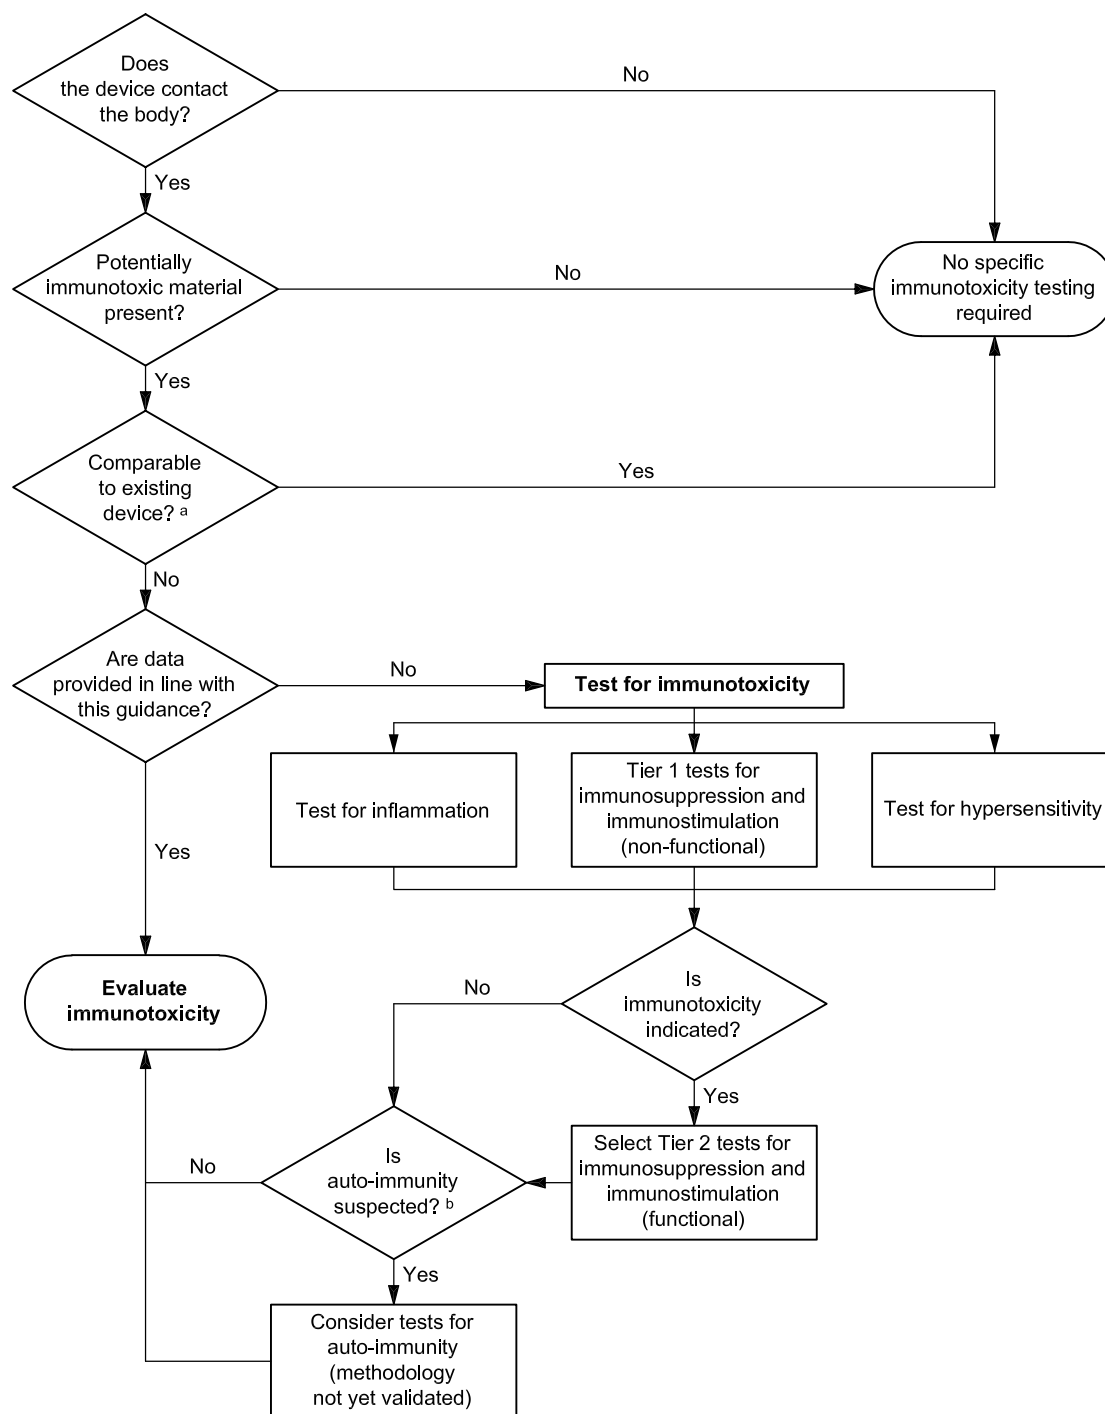 Does
the device contact
the body?
No
Yes
Potentially
immunotoxic material
present?
No
No specific
immunotoxicity testing
required
Yes
Comparable
to existing
device? a
Yes
No
Are data
provided in line with
this guidance?
No
Test for immunotoxicity
Test for inflammation
Tier 1 tests for
immunosuppression and
immunostimulation
(non-functional)
Test for hypersensitivity
Yes
Evaluate
immunotoxicity
No
Is
immunotoxicity
indicated?
Yes
No
Is
auto-immunity
suspected? b
Select Tier 2 tests for
immunosuppression and
immunostimulation
(functional)
Yes
Consider tests for
auto-immunity
(methodology
not yet validated)